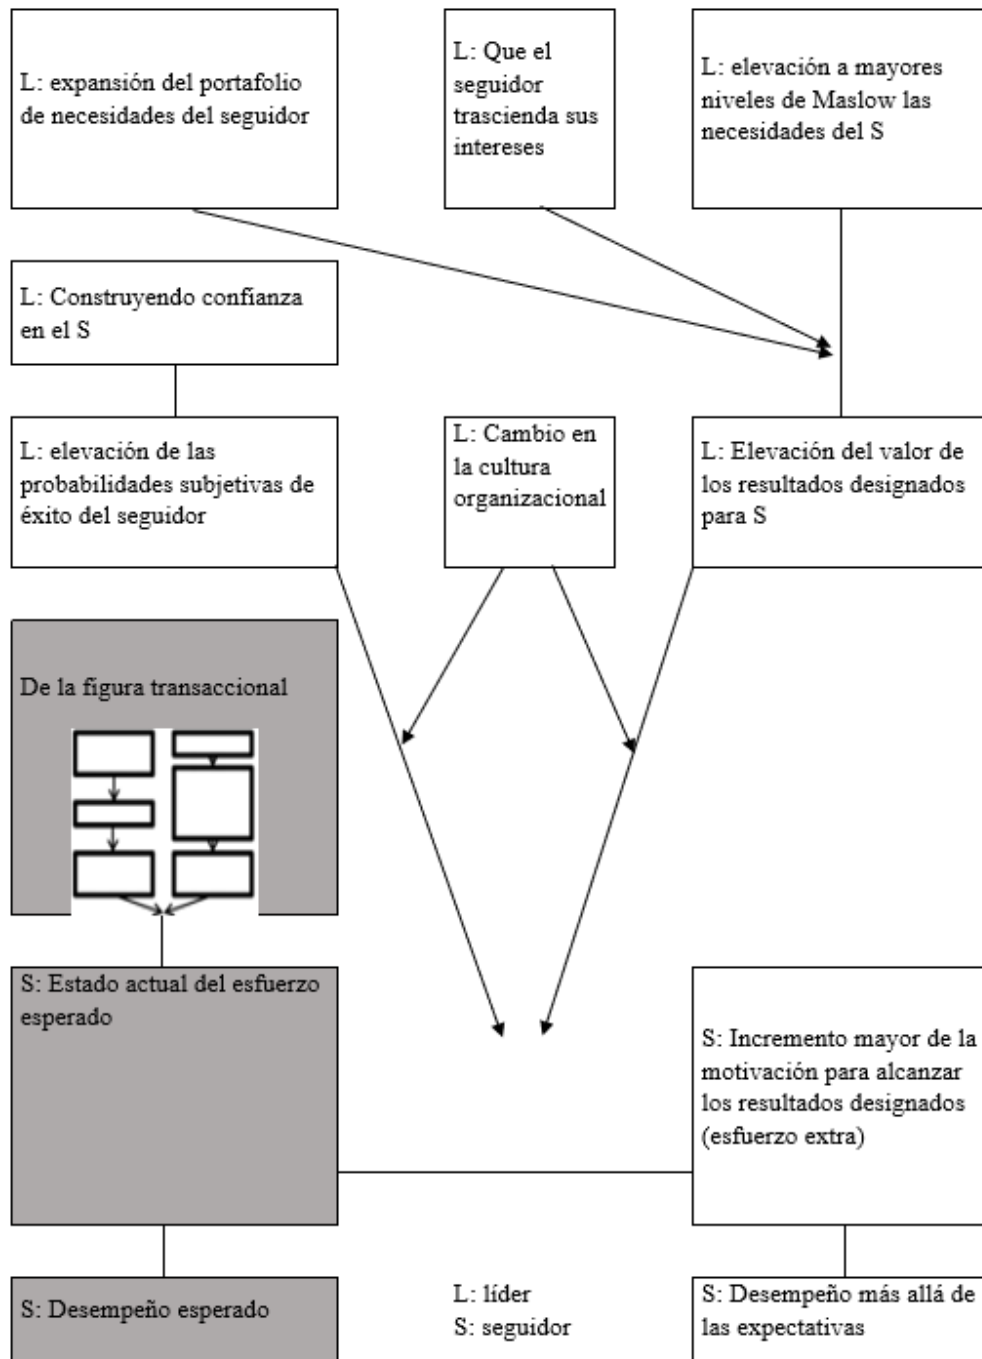 L: expansión del portafolio
de necesidades del seguidor
L: Que el
seguidor
trascienda sus
intereses
L: elevación a mayores
niveles de Maslow las
necesidades del S
L: Construyendo confianza
en el S
L: elevación de las
probabilidades subjetivas de
éxito del seguidor
L: Cambio en
la cultura
organizacional
L: Elevación del valor de
los resultados designados
para S
De la figura transaccional
S: Estado actual del esfuerzo
esperado
S: Incremento mayor de la
motivación para alcanzar
los resultados designados
(esfuerzo extra)
S: Desempeño esperado
L: líder
S: seguidor
S: Desempeño más allá de
las expectativas